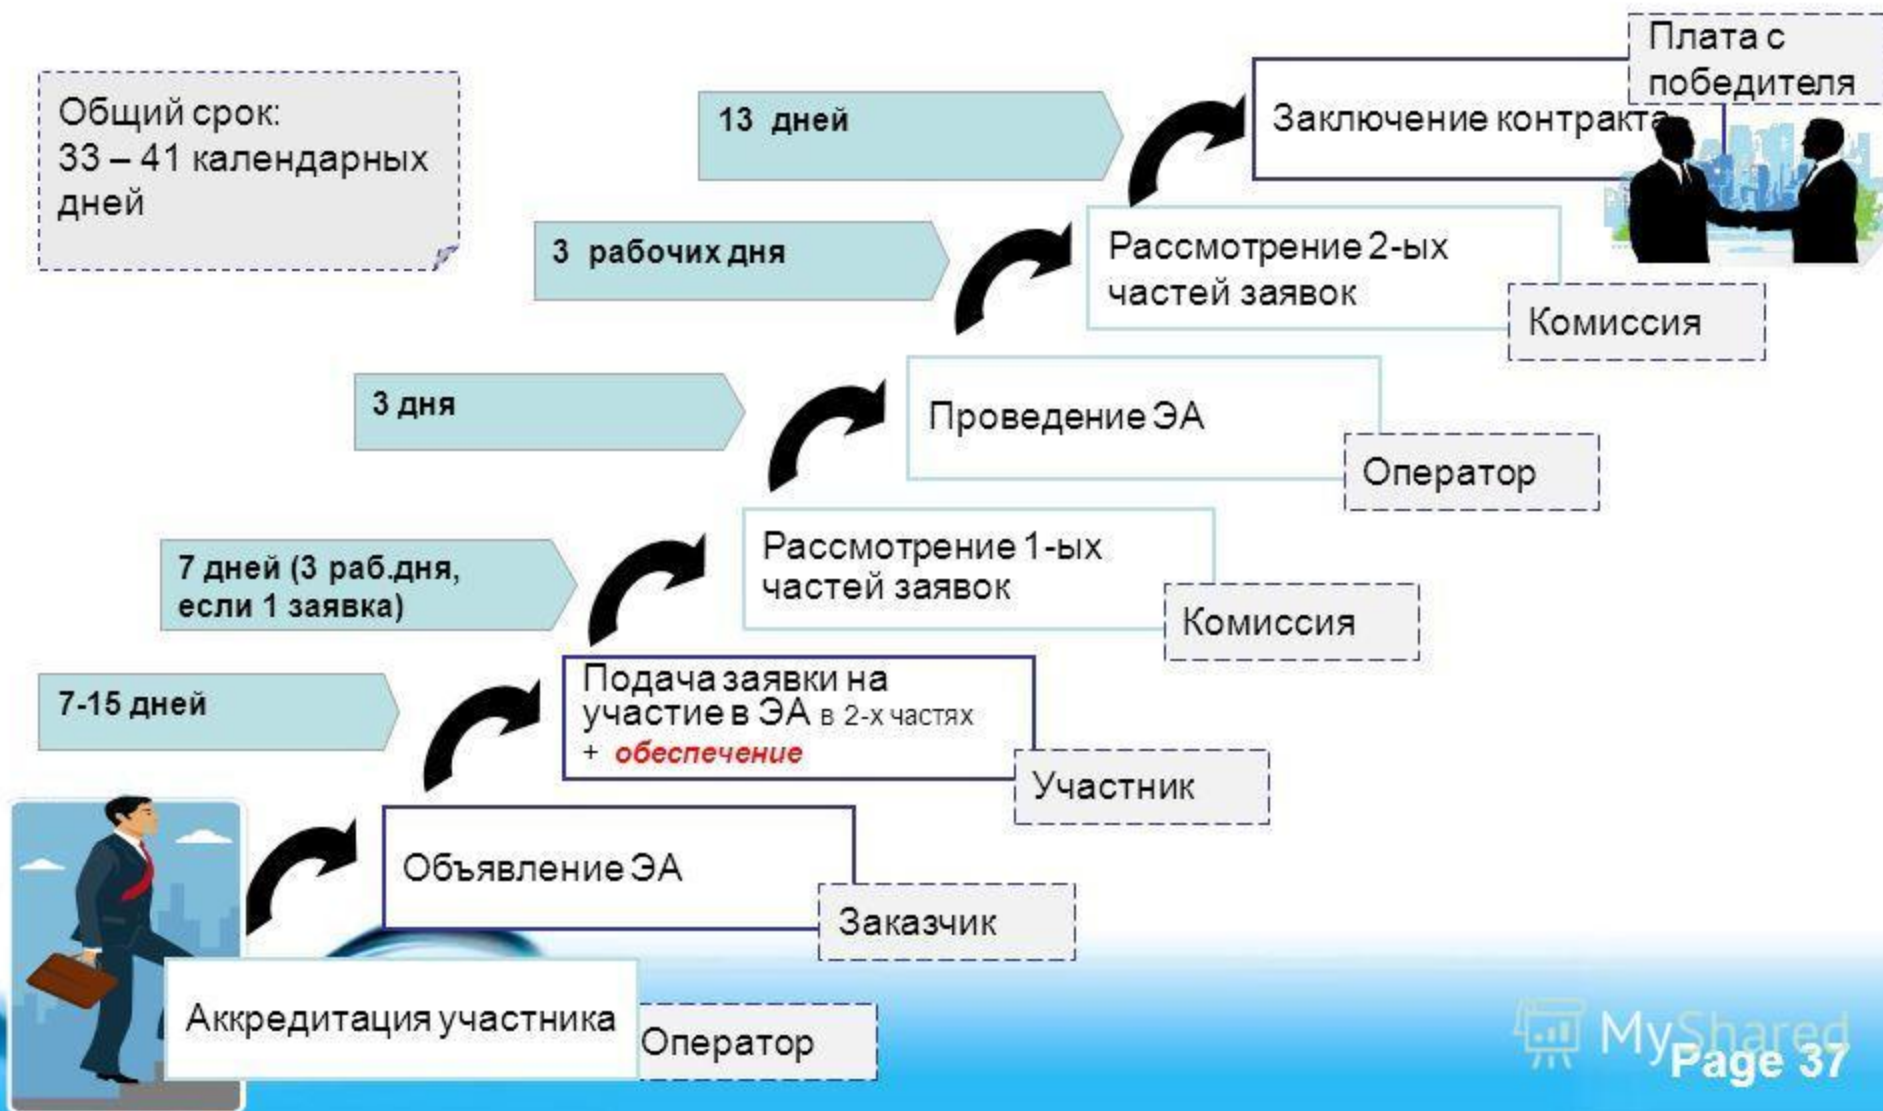 Плата с
победителя
Общий срок:
33 – 41 календарных
дней
13 дней
Заключение контракта
3 рабочих дня
Рассмотрение 2-ых
частей заявок
Комиссия
3 дня
Проведение ЭА
Оператор
7 дней (3 раб.дня,
если 1 заявка)
Рассмотрение 1-ых
частей заявок
Комиссия
7-15 дней
Подача заявки на
участие в ЭА в 2-х частях
+ обеспечение
Участник
Объявление ЭА
Заказчик
Аккредитация участника
Оператор
MyShared
Page 37